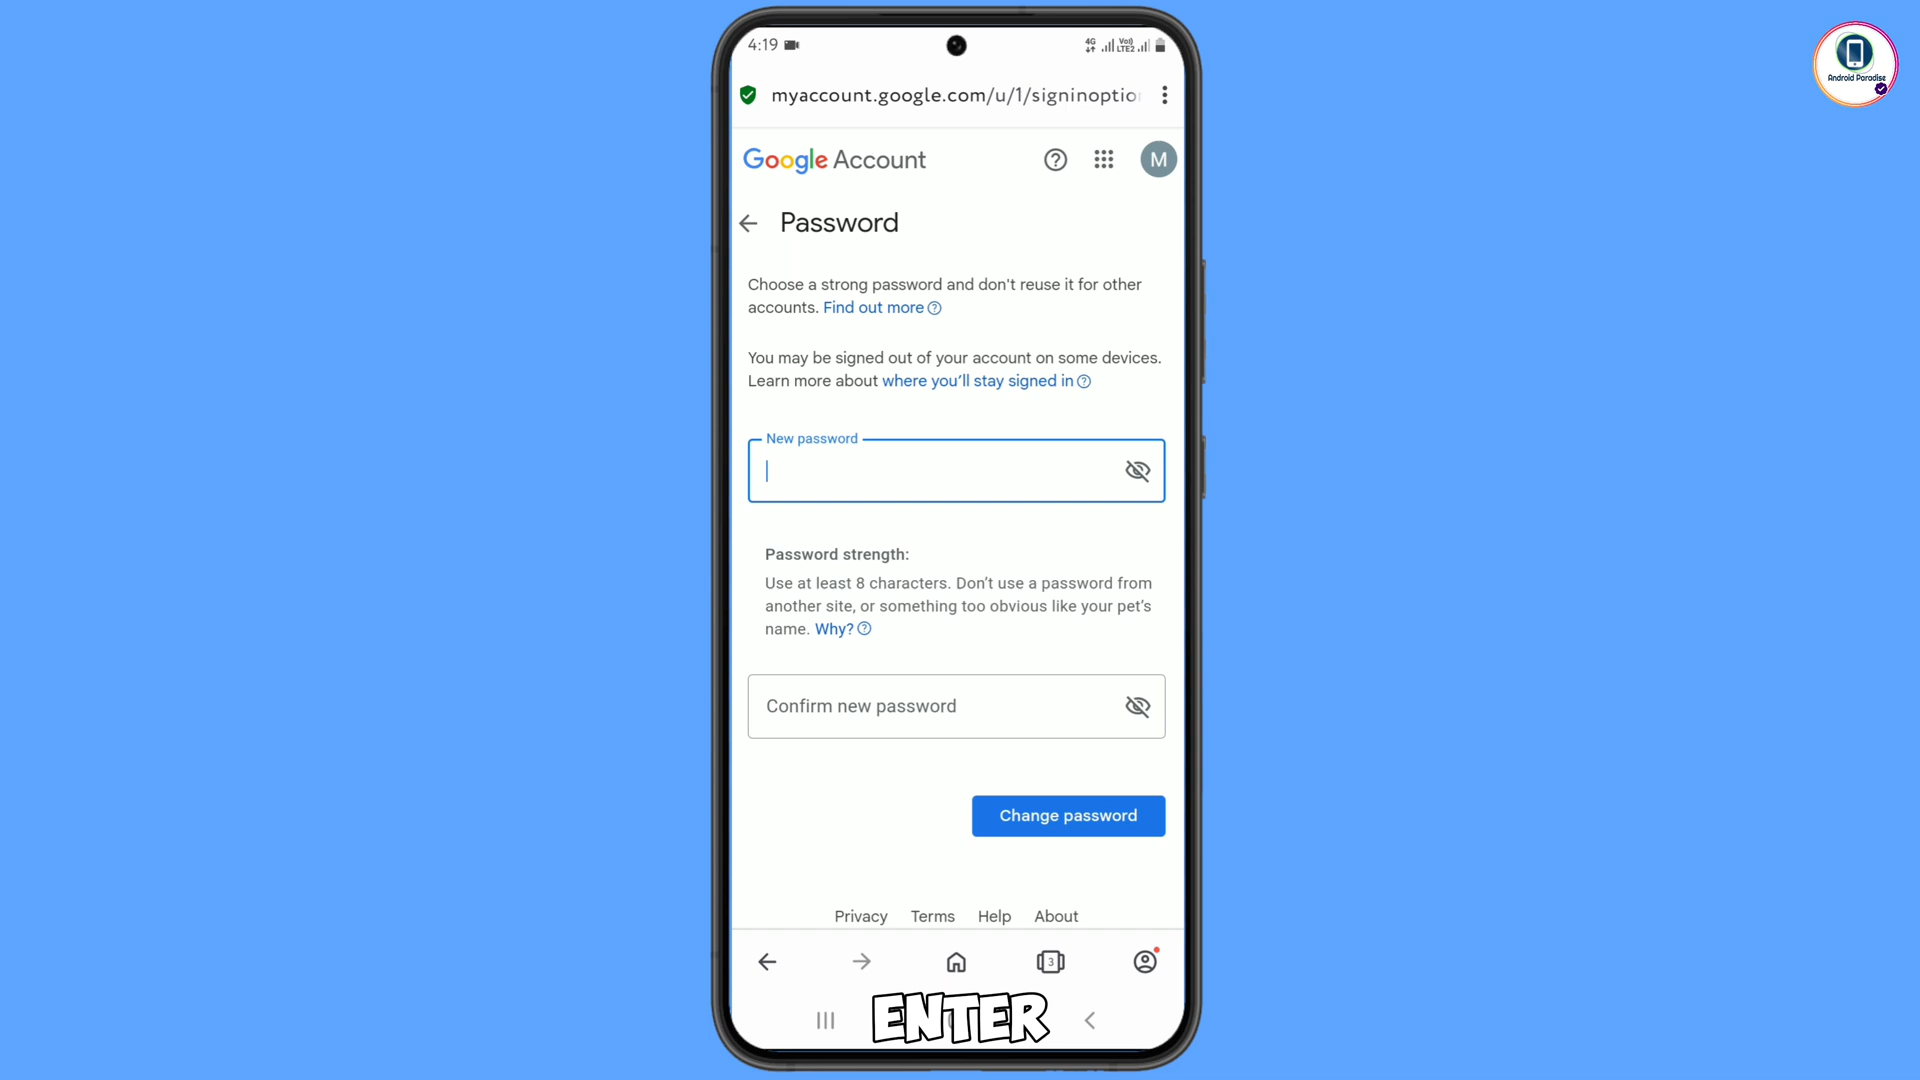 4:19
4G
Vo))
LTE2
Android Paradise
myaccount.google.com/u/1/signinoptio
Google Account
M
Password
Choose a strong password and don't reuse it for other
accounts. Find out more
You may be signed out of your account on some devices.
Learn more about where you'll stay signed in
New password
Password strength:
Use at least 8 characters. Don't use a password from
another site, or something too obvious like your pet's
name. Why?
Confirm new password
Change password
Privacy Terms Help About
3
ENTER